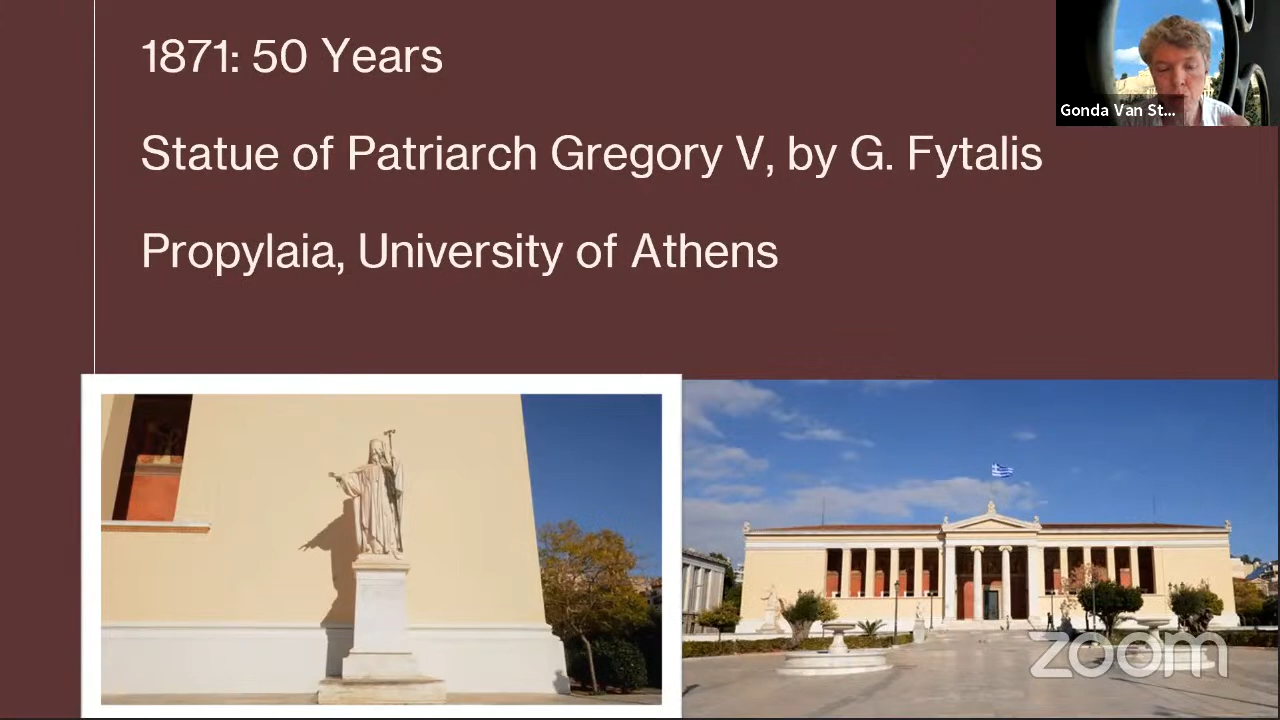 1871: 50 Years
Statue of Patriarch Gregory V, by G. Fytalis
Propylaia, University of Athens
Gonda Van St...
zoom